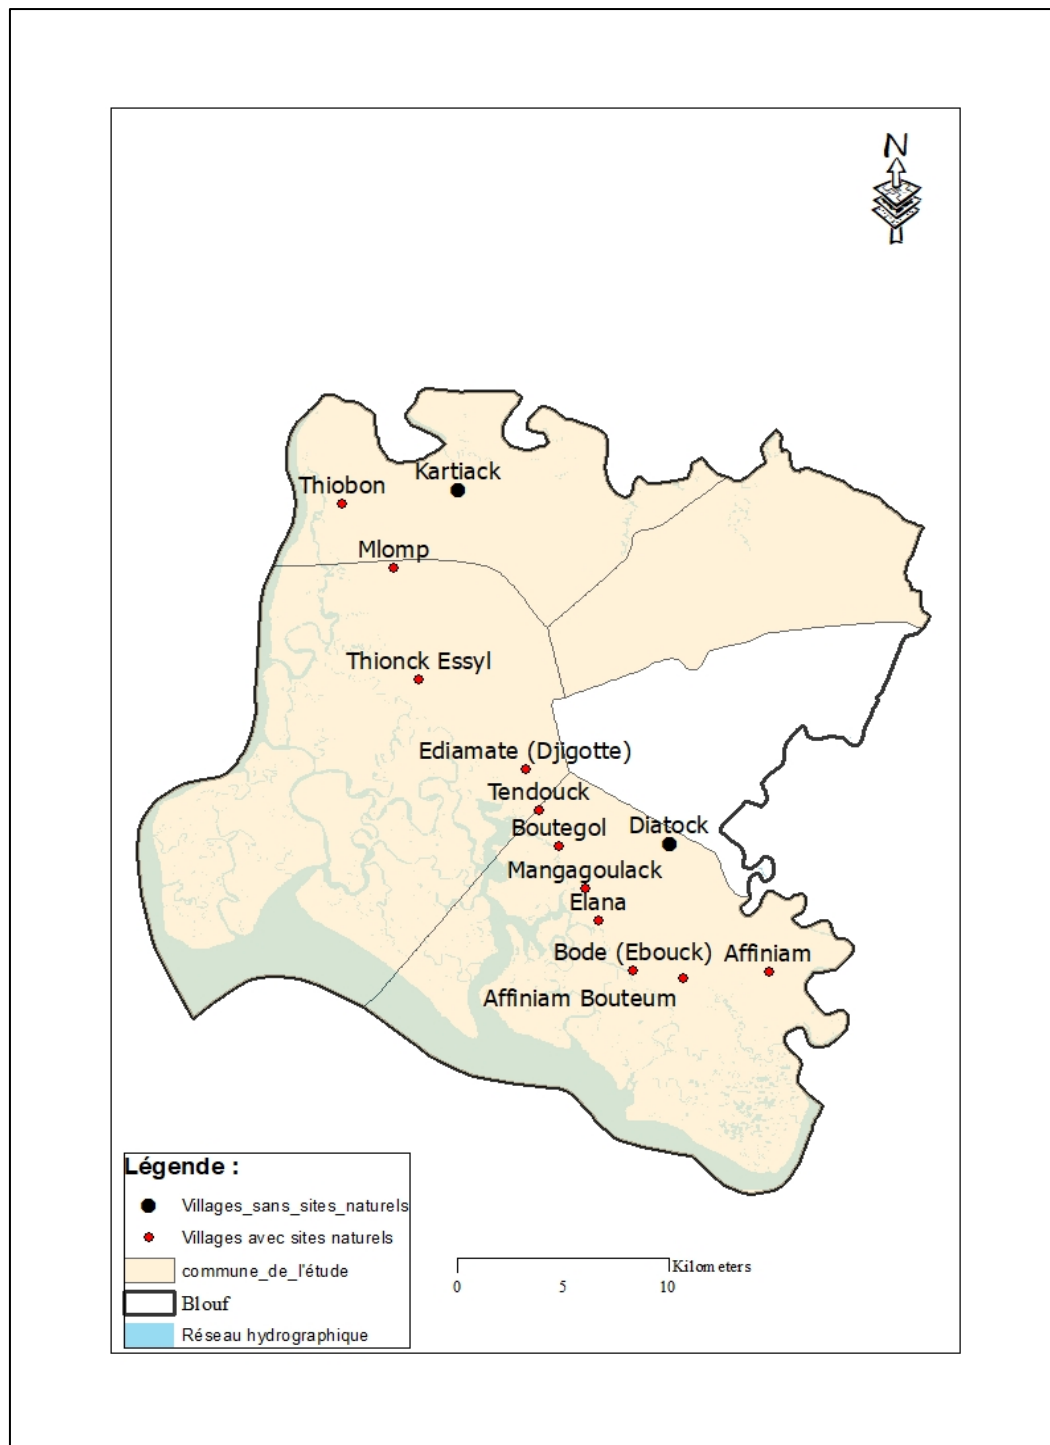 N
Kartiack
Thiobon
Mlomp
Thionck Essyl
Ediamate (Djigotte)
Tendouck
Boutegol
Diatock
Mangagoulack
Elana
Bode (Ebouck)
Affiniam
Affiniam Bouteum
Légende :
Villages_sans_sites_naturels
Villages avec sites naturels
commune_de_l'étude
Blouf
Réseau hydrographique
Kilometers
0 5 10